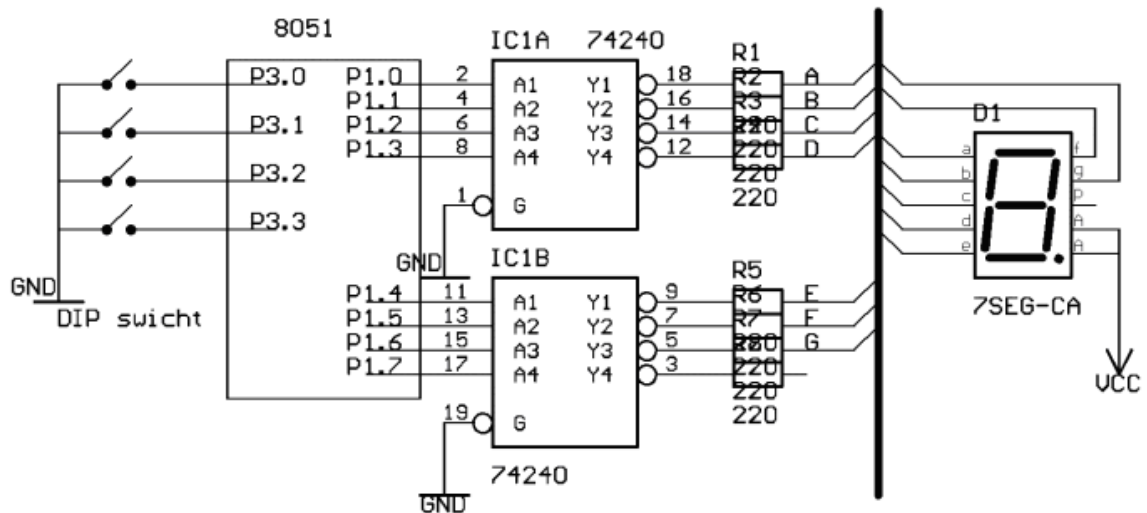 8051
IC1A 74240
R1
P3.0 P1.0 2 A1 Y1 18 R2 A
P1.1 4 A2 Y2 16 R3 B
P3.1 P1.2 6 A3 Y3 14 220 C
P1.3 8 A4 Y4 12 220 D
P3.2 220
1 G 220
P3.3
D1
a f
b g
c p
d A
e A
7SEG-CA
VCC
GND
DIP swicht
GND
IC1B
R5
P1.4 11 A1 Y1 9 R6 E
P1.5 13 A2 Y2 7 R7 F
P1.6 15 A3 Y3 5 G
P1.7 17 A4 Y4 3 220
220
220
19 G
74240
GND